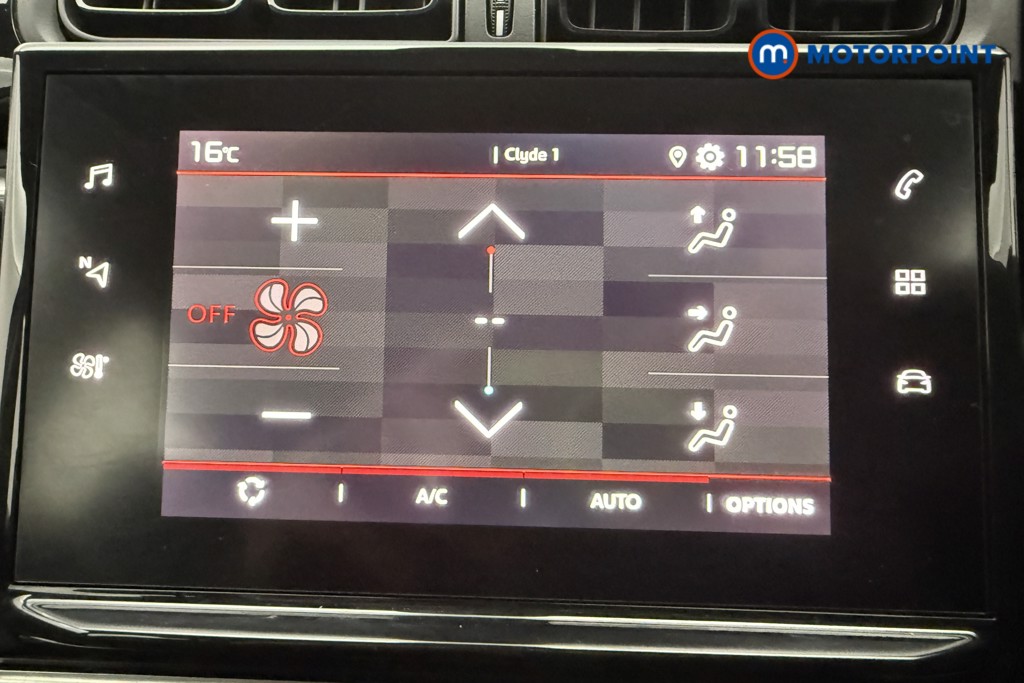 m. MOTORPOINT
16°C
| Clyde 1
11:58
N
OFF
--
A/C | AUTO | OPTIONS